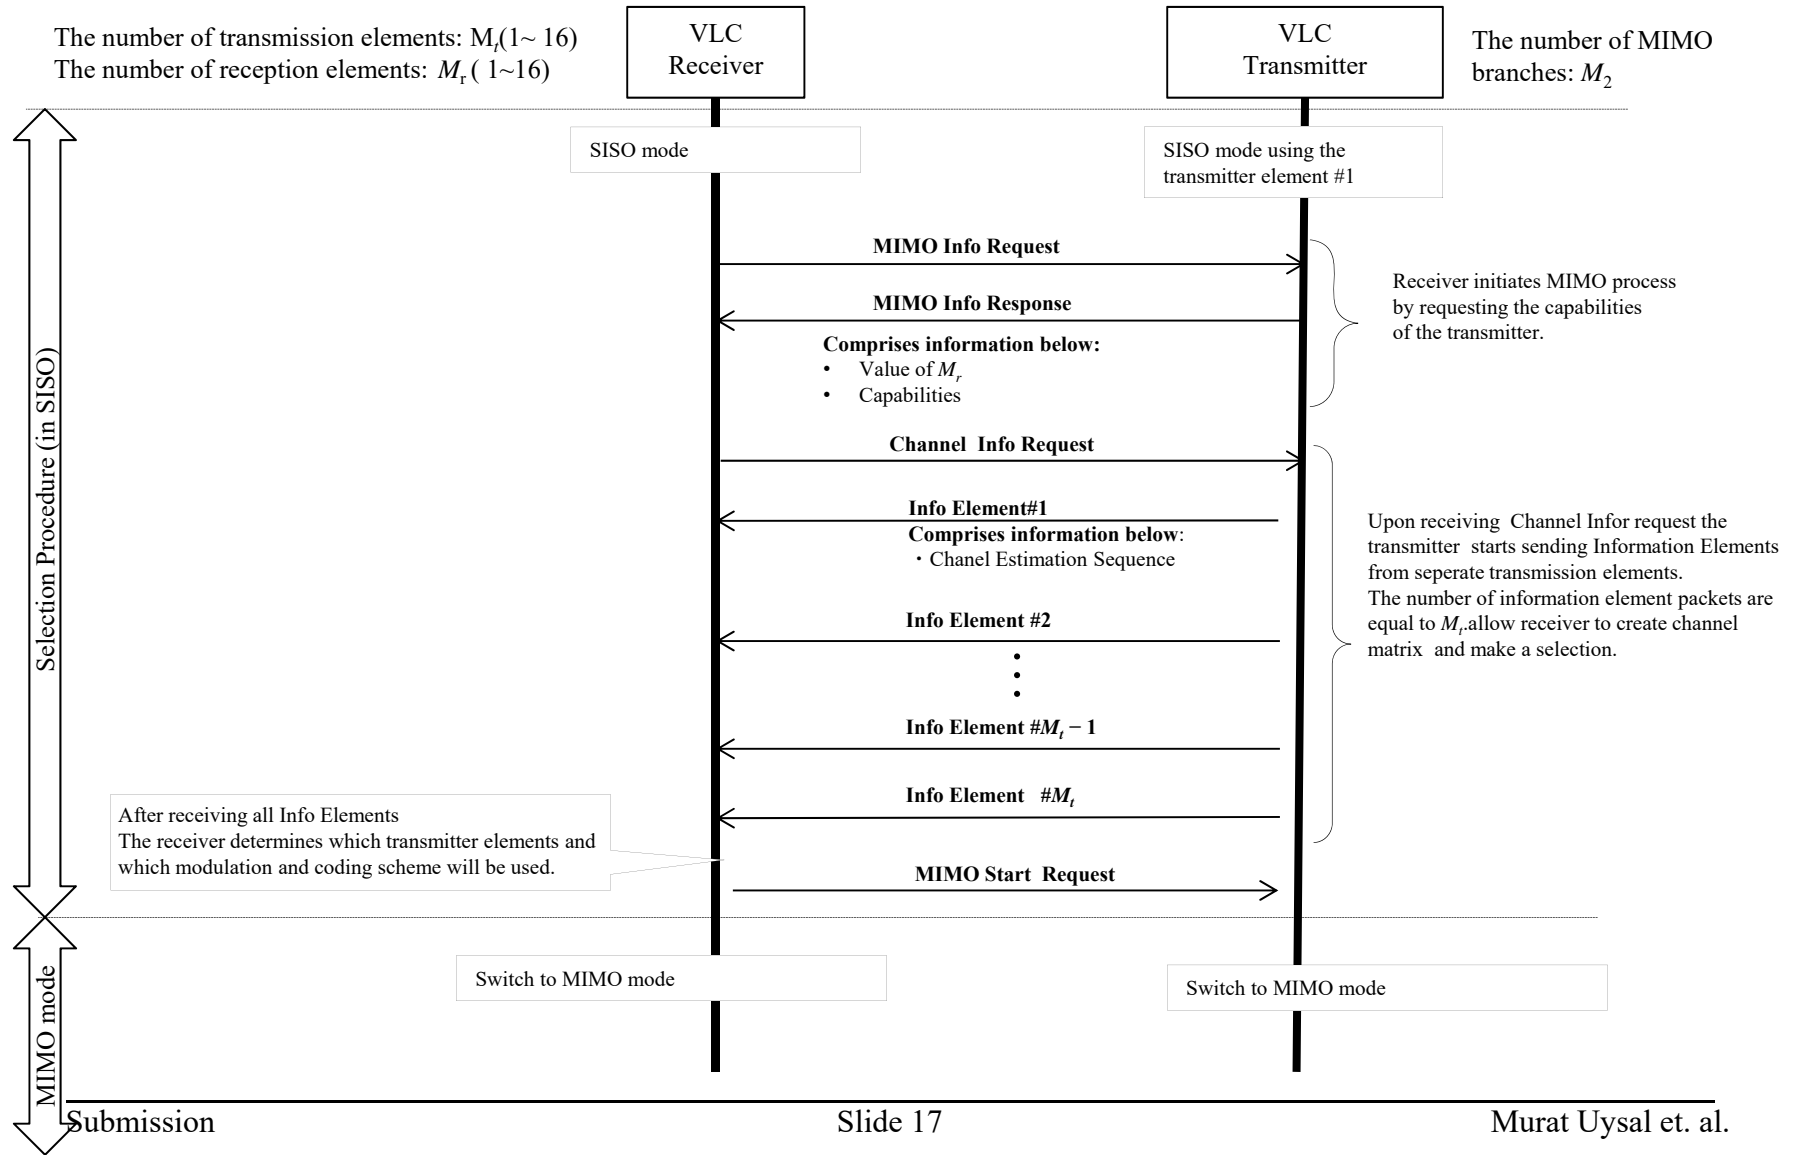 The number of transmission elements: Mt(1~ 16)
The number of reception elements: Mr ( 1~16)
VLC
Receiver
VLC
Transmitter
The number of MIMO
branches: M2
SISO mode
SISO mode using the
transmitter element #1
MIMO Info Request
MIMO Info Response
Comprises information below:
• Value of Mr
• Capabilities
Receiver initiates MIMO process
by requesting the capabilities
of the transmitter.
Selection Procedure (in SISO)
Channel Info Request
Info Element#1
Comprises information below:
・Chanel Estimation Sequence
Info Element #2
Info Element #Mt − 1
Info Element #Mt
Upon receiving Channel Infor request the
transmitter starts sending Information Elements
from seperate transmission elements.
The number of information element packets are
equal to Mt.allow receiver to create channel
matrix and make a selection.
After receiving all Info Elements
The receiver determines which transmitter elements and
which modulation and coding scheme will be used.
MIMO Start Request
MIMO mode
Switch to MIMO mode
Switch to MIMO mode
Submission
Slide 17
Murat Uysal et. al.